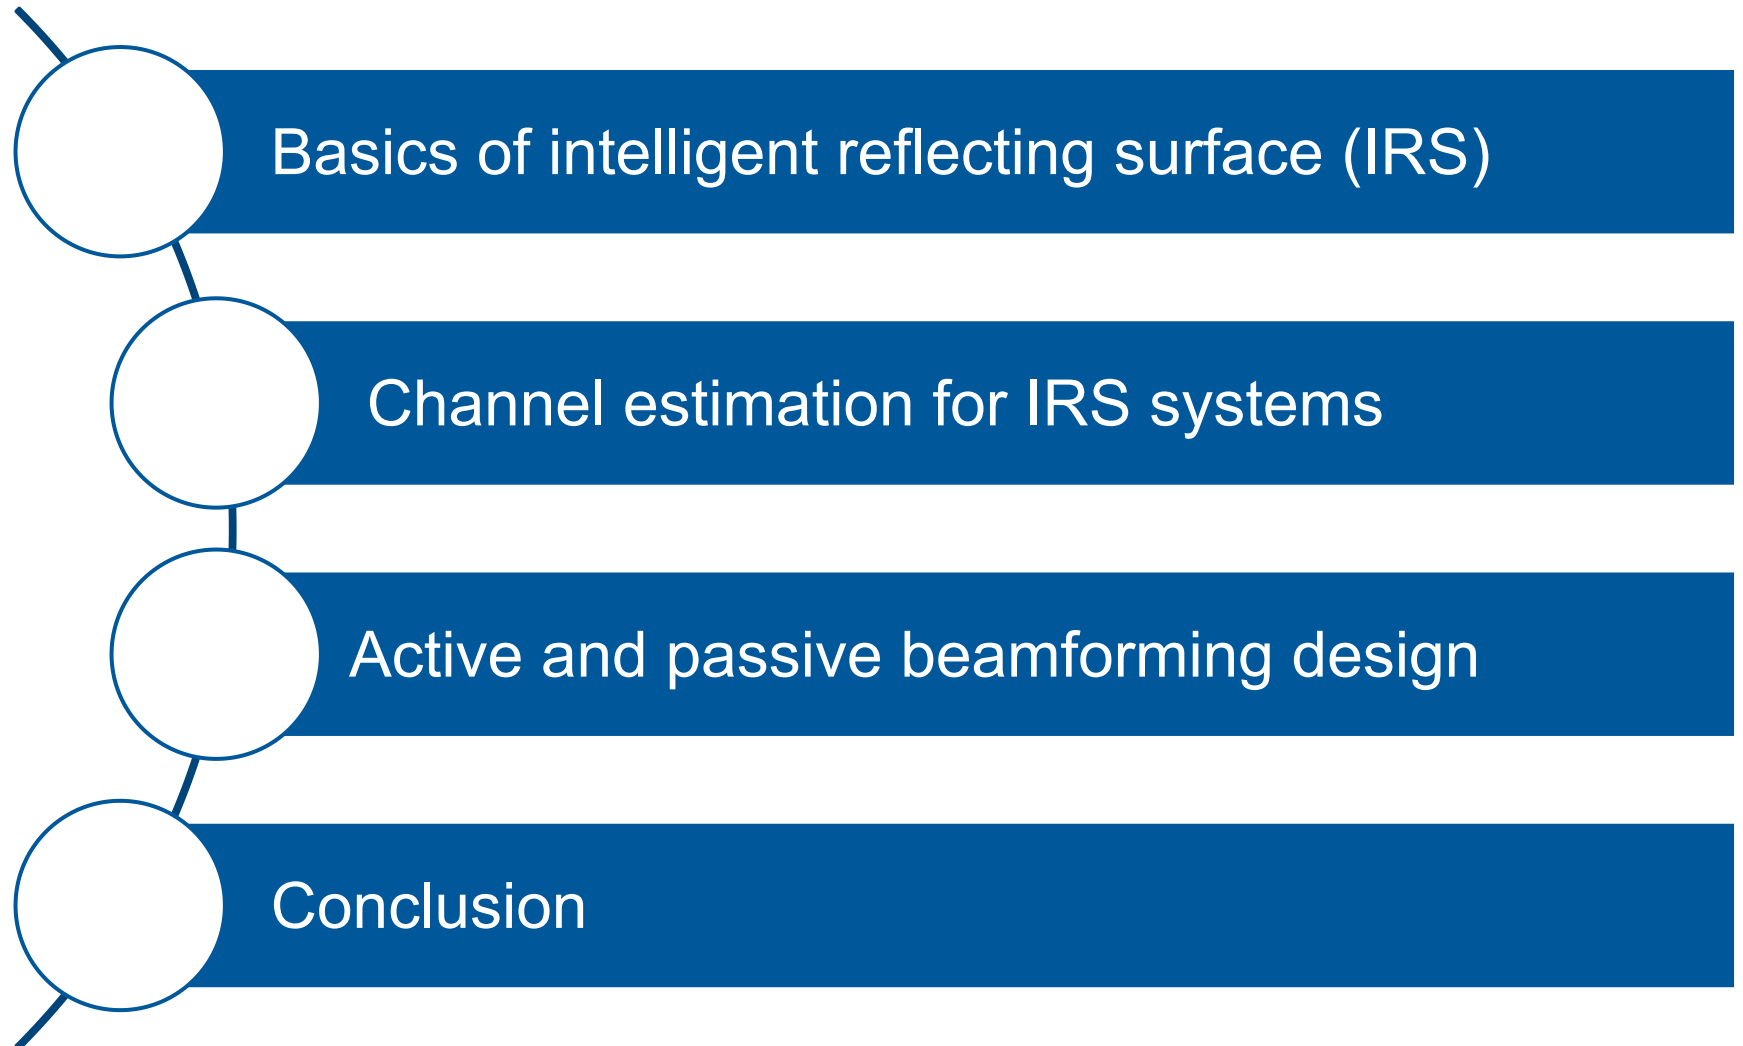 Basics of intelligent reflecting surface (IRS)
Channel estimation for IRS systems
Active and passive beamforming design
Conclusion